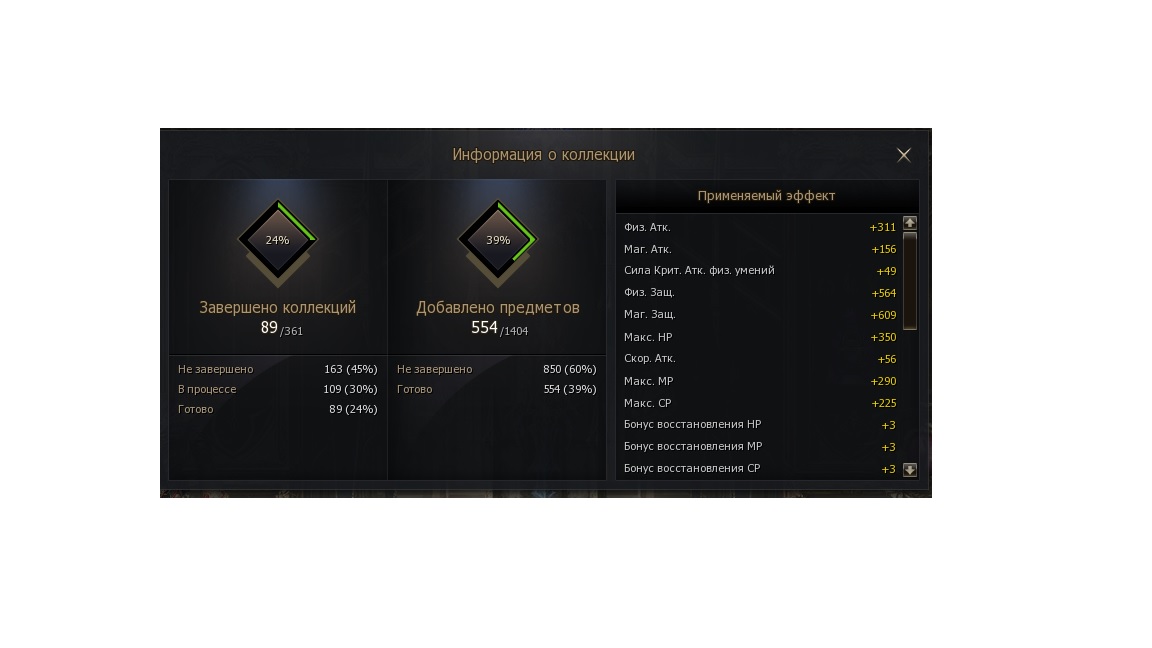 Информация о коллекции
24%
Завершено коллекций
89 /361
Не завершено 163 (45%)
В процессе 109 (30%)
Готово 89 (24%)
39%
Добавлено предметов
554 /1404
Не завершено 850 (60%)
Готово 554 (39%)
Применяемый эффект
Физ. Атк. +311
Маг. Атк. +156
Сила Крит. Атк. физ. умений +49
Физ. Защ. +564
Маг. Защ. +609
Макс. HP +350
Скор. Атк. +56
Макс. MP +290
Макс. CP +225
Бонус восстановления HP +3
Бонус восстановления MP +3
Бонус восстановления CP +3